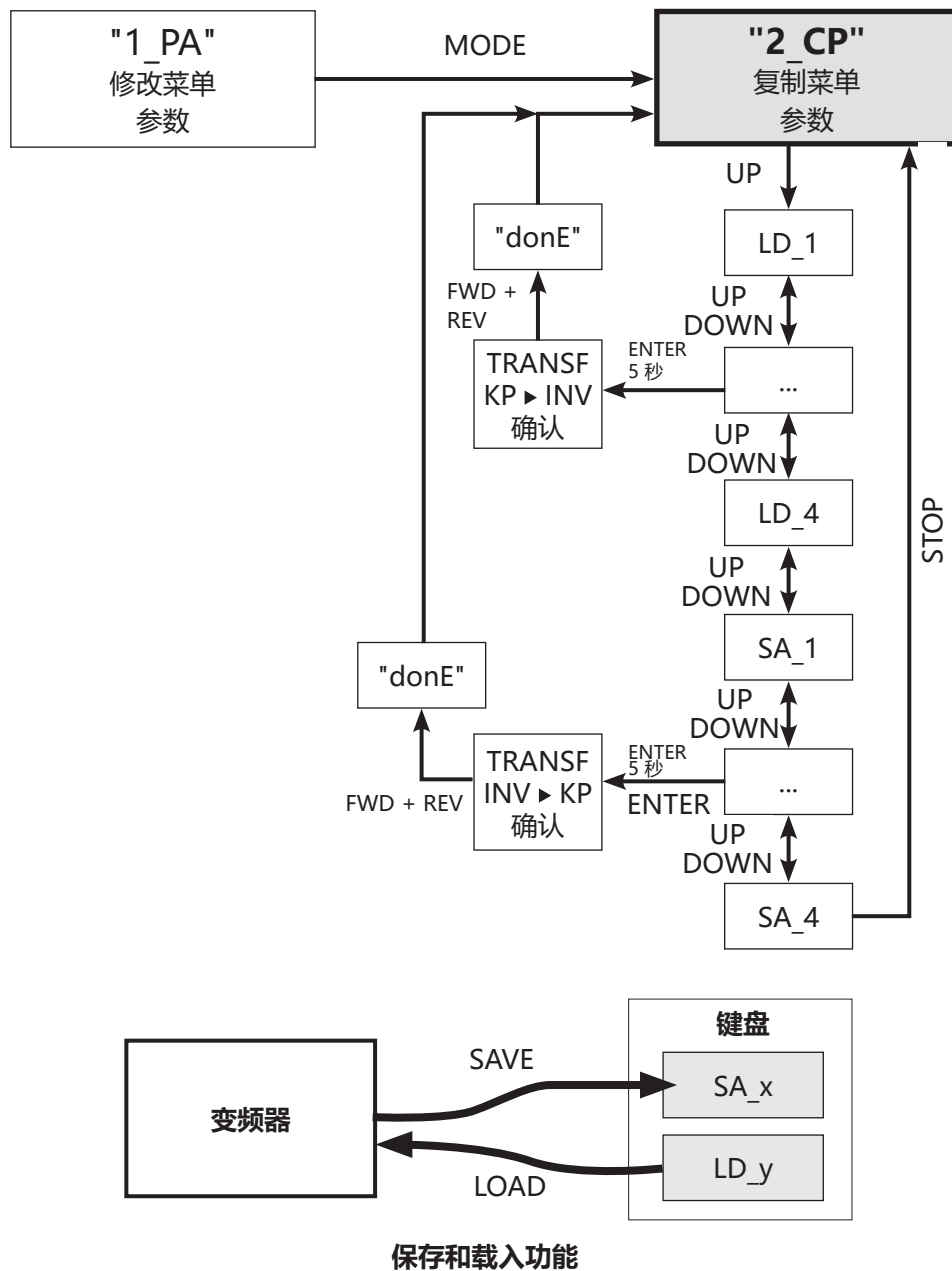 "1_PA"
修改菜单
参数
MODE
"2_CP"
复制菜单
参数
UP
"donE"
LD_1
FWD +
REV
UP
DOWN
TRANSF
KP ▸ INV
确认
ENTER
5 秒
...
UP
DOWN
LD_4
STOP
UP
DOWN
SA_1
"donE"
UP
DOWN
TRANSF
INV ▸ KP
确认
ENTER
5 秒
ENTER
...
FWD + REV
UP
DOWN
SA_4
键盘
变频器
SAVE
SA_x
LOAD
LD_y
保存和载入功能